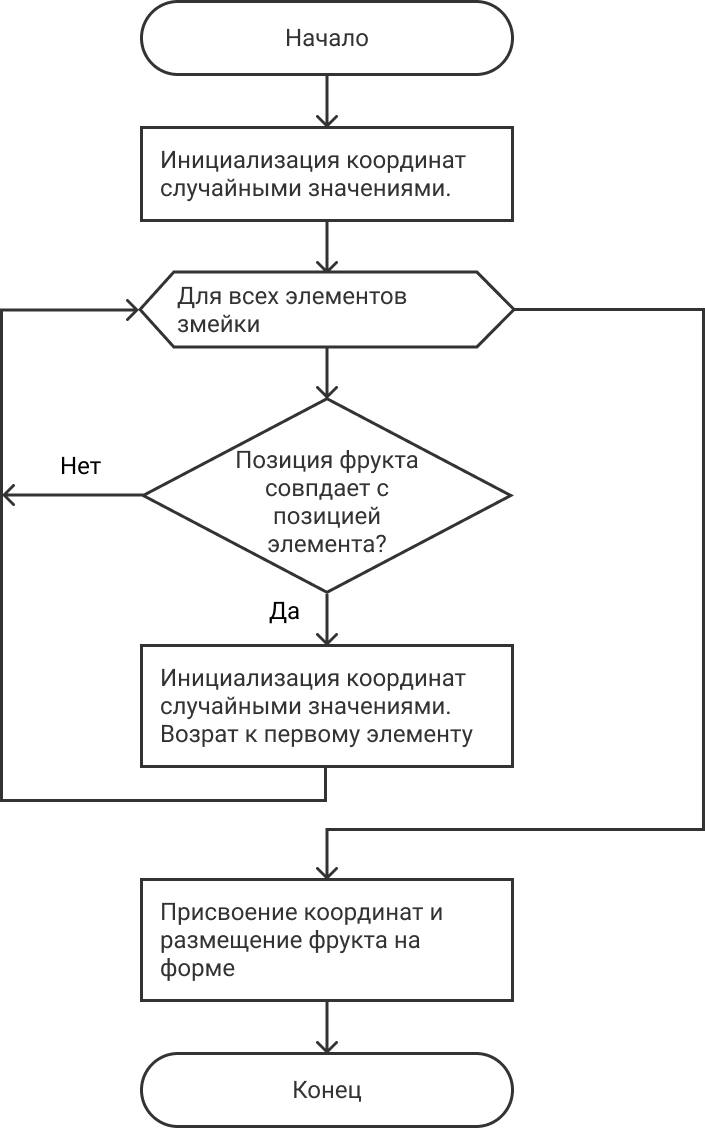 Начало
Инициализация координат
случайными значениями.
Для всех элементов
змейки
Позиция фрукта
совпдает с
позицией
элемента?
Нет
Да
Инициализация координат
случайными значениями.
Возрат к первому элементу
Присвоение координат и
размещение фрукта на
форме
Конец